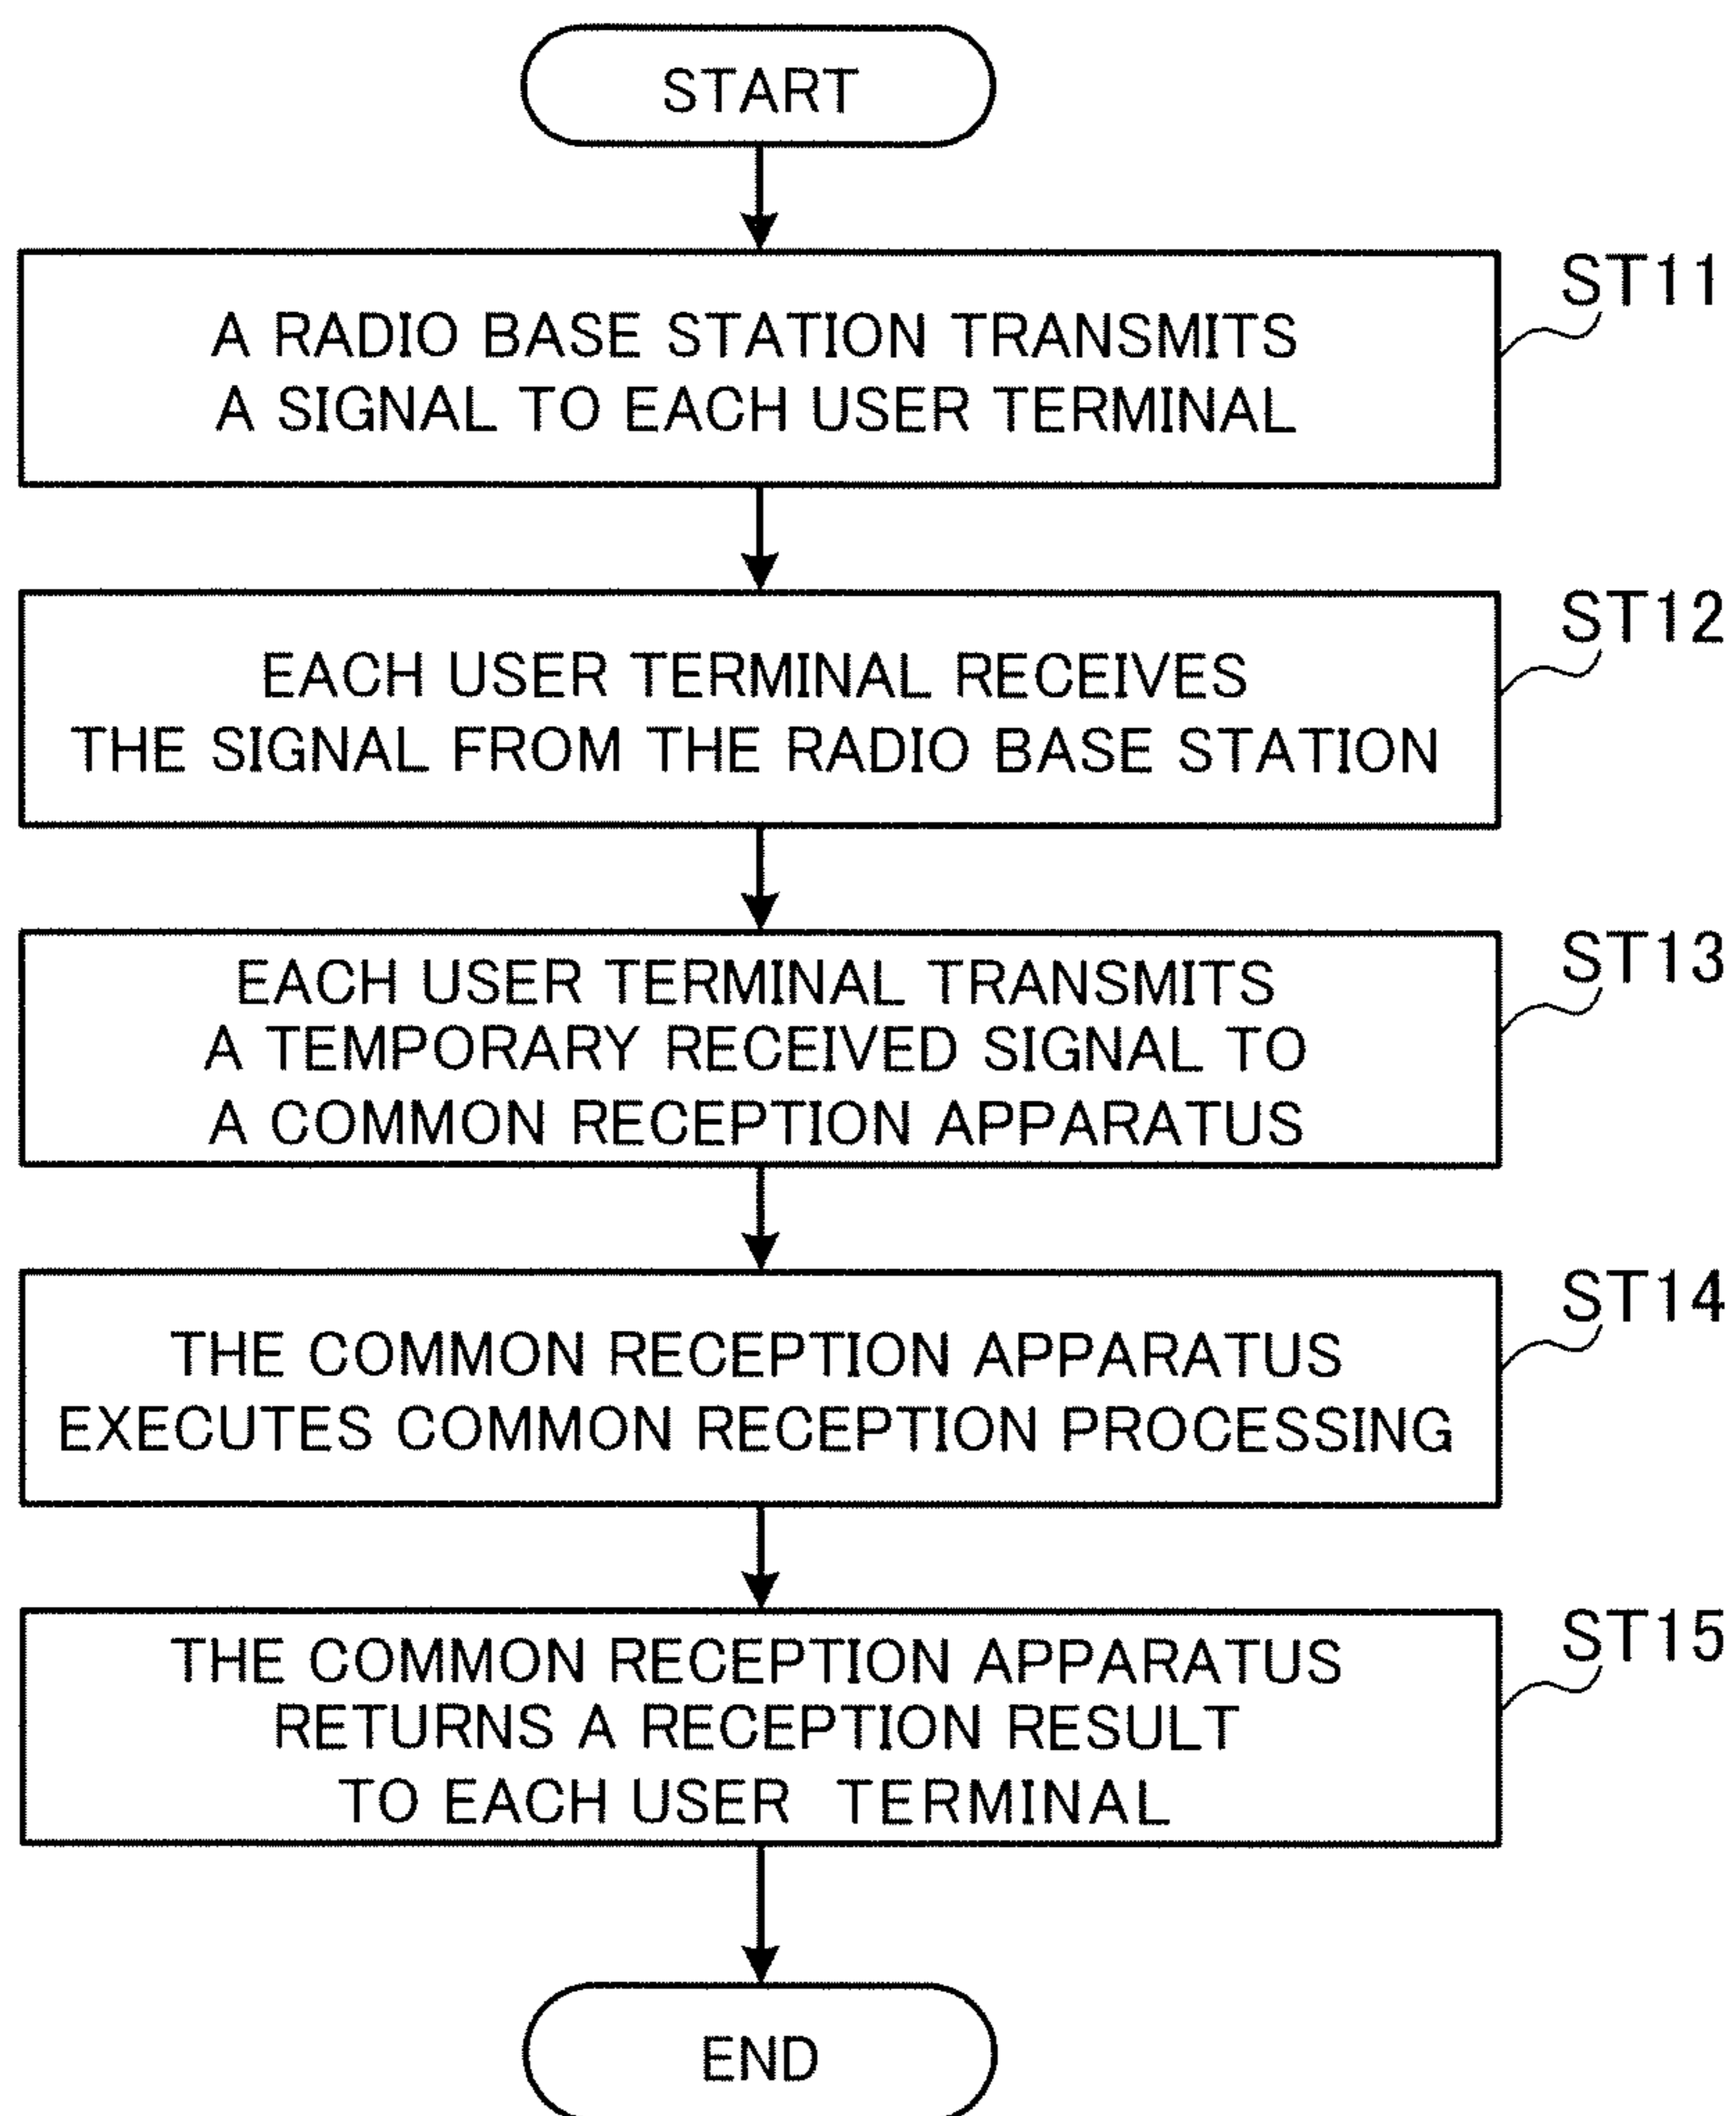 START
ST11
A RADIO BASE STATION TRANSMITS
A SIGNAL TO EACH USER TERMINAL
ST12
EACH USER TERMINAL RECEIVES
THE SIGNAL FROM THE RADIO BASE STATION
ST13
EACH USER TERMINAL TRANSMITS
A TEMPORARY RECEIVED SIGNAL TO
A COMMON RECEPTION APPARATUS
ST14
THE COMMON RECEPTION APPARATUS
EXECUTES COMMON RECEPTION PROCESSING
ST15
THE COMMON RECEPTION APPARATUS
RETURNS A RECEPTION RESULT
TO EACH USER TERMINAL
END